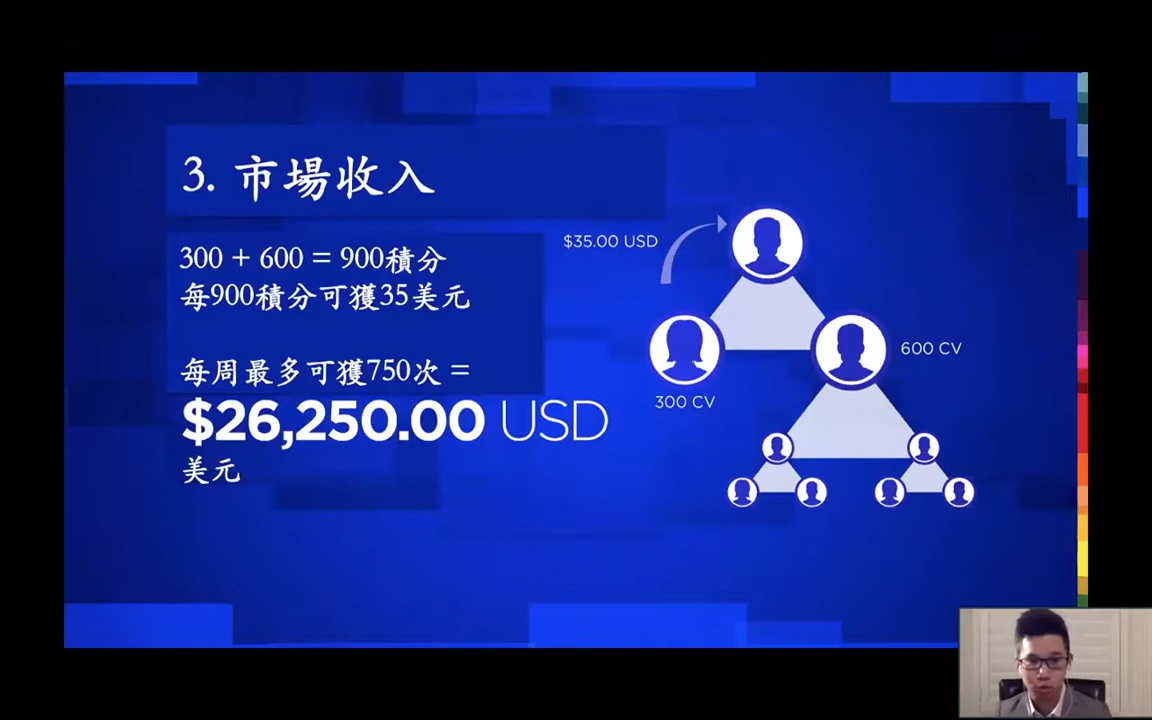 3. 市場收入
300 + 600 = 900積分
每900積分可獲35美元
每周最多可獲750次 =
$26,250.00 USD
美元
$35.00 USD
600 CV
300 CV